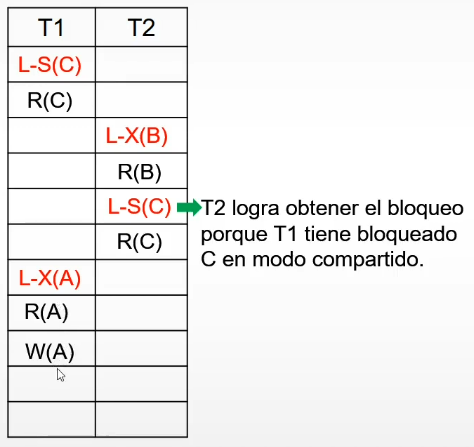 T1 T2
L-S(C)
R(C)
L-X(B)
R(B)
L-S(C) T2 logra obtener el bloqueo
porque T1 tiene bloqueado
C en modo compartido.
R(C)
L-X(A)
R(A)
W(A)